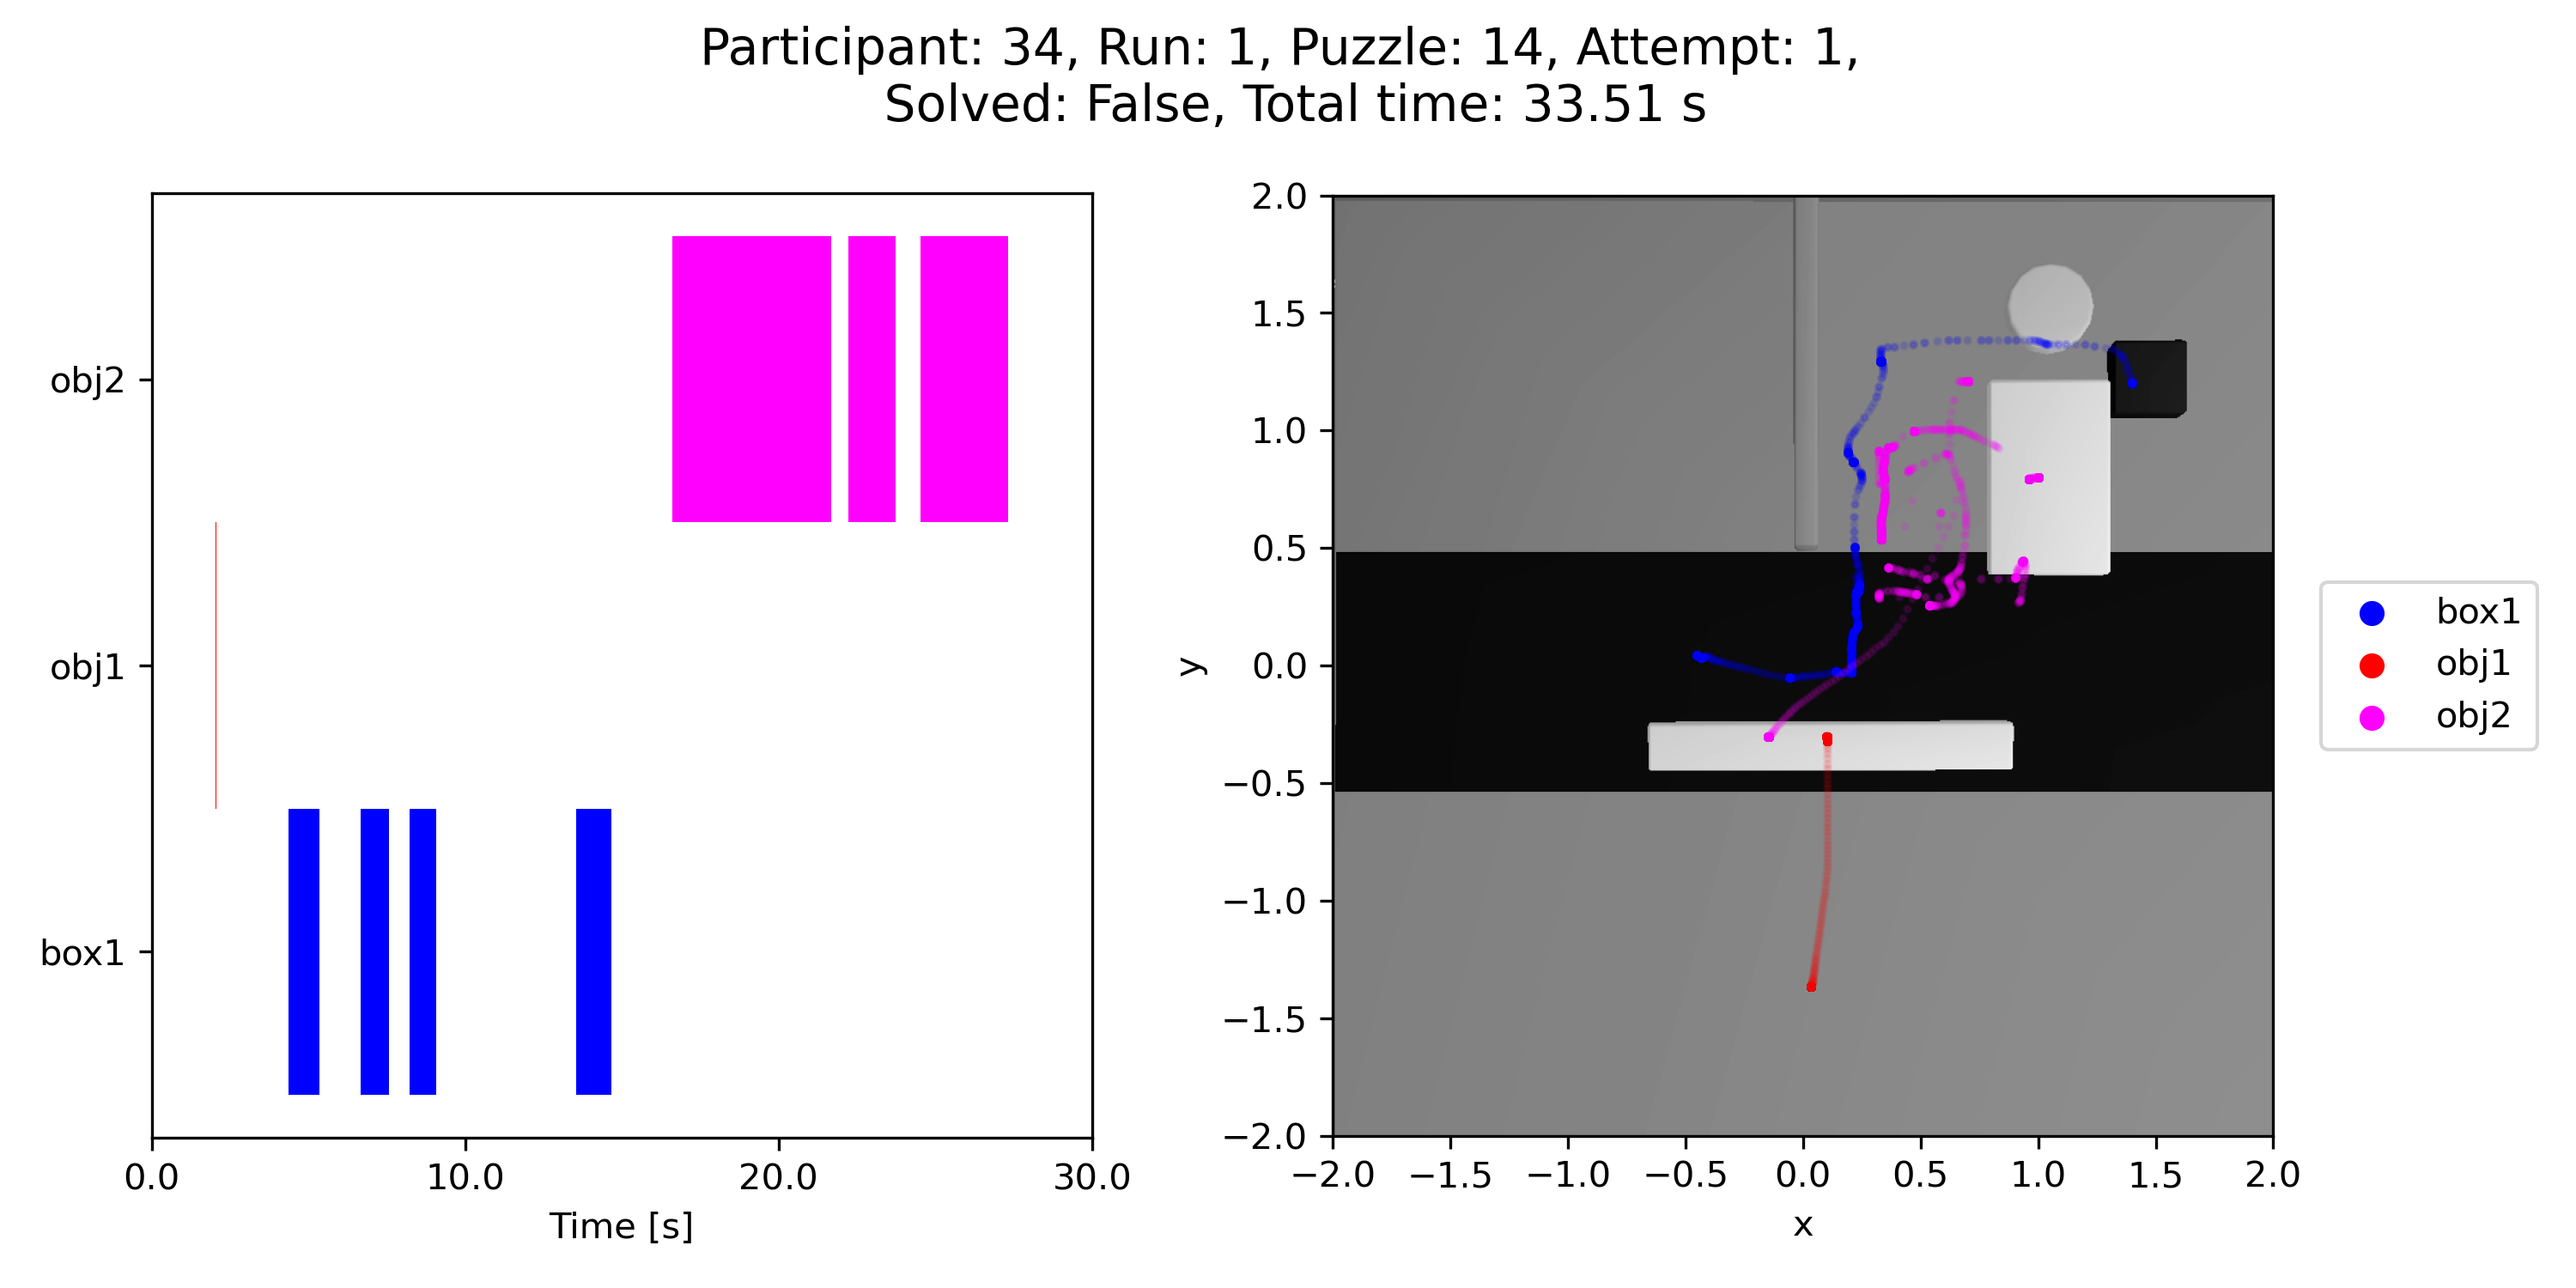 Participant: 34, Run: 1, Puzzle: 14, Attempt: 1,
Solved: False, Total time: 33.51 s
obj2
obj1
box1
0.0 10.0 20.0 30.0
Time [s]
2.0
1.5
1.0
0.5
0.0
−0.5
−1.0
−1.5
−2.0
y
−2.0 −1.5 −1.0 −0.5 0.0 0.5 1.0 1.5 2.0
x
box1
obj1
obj2